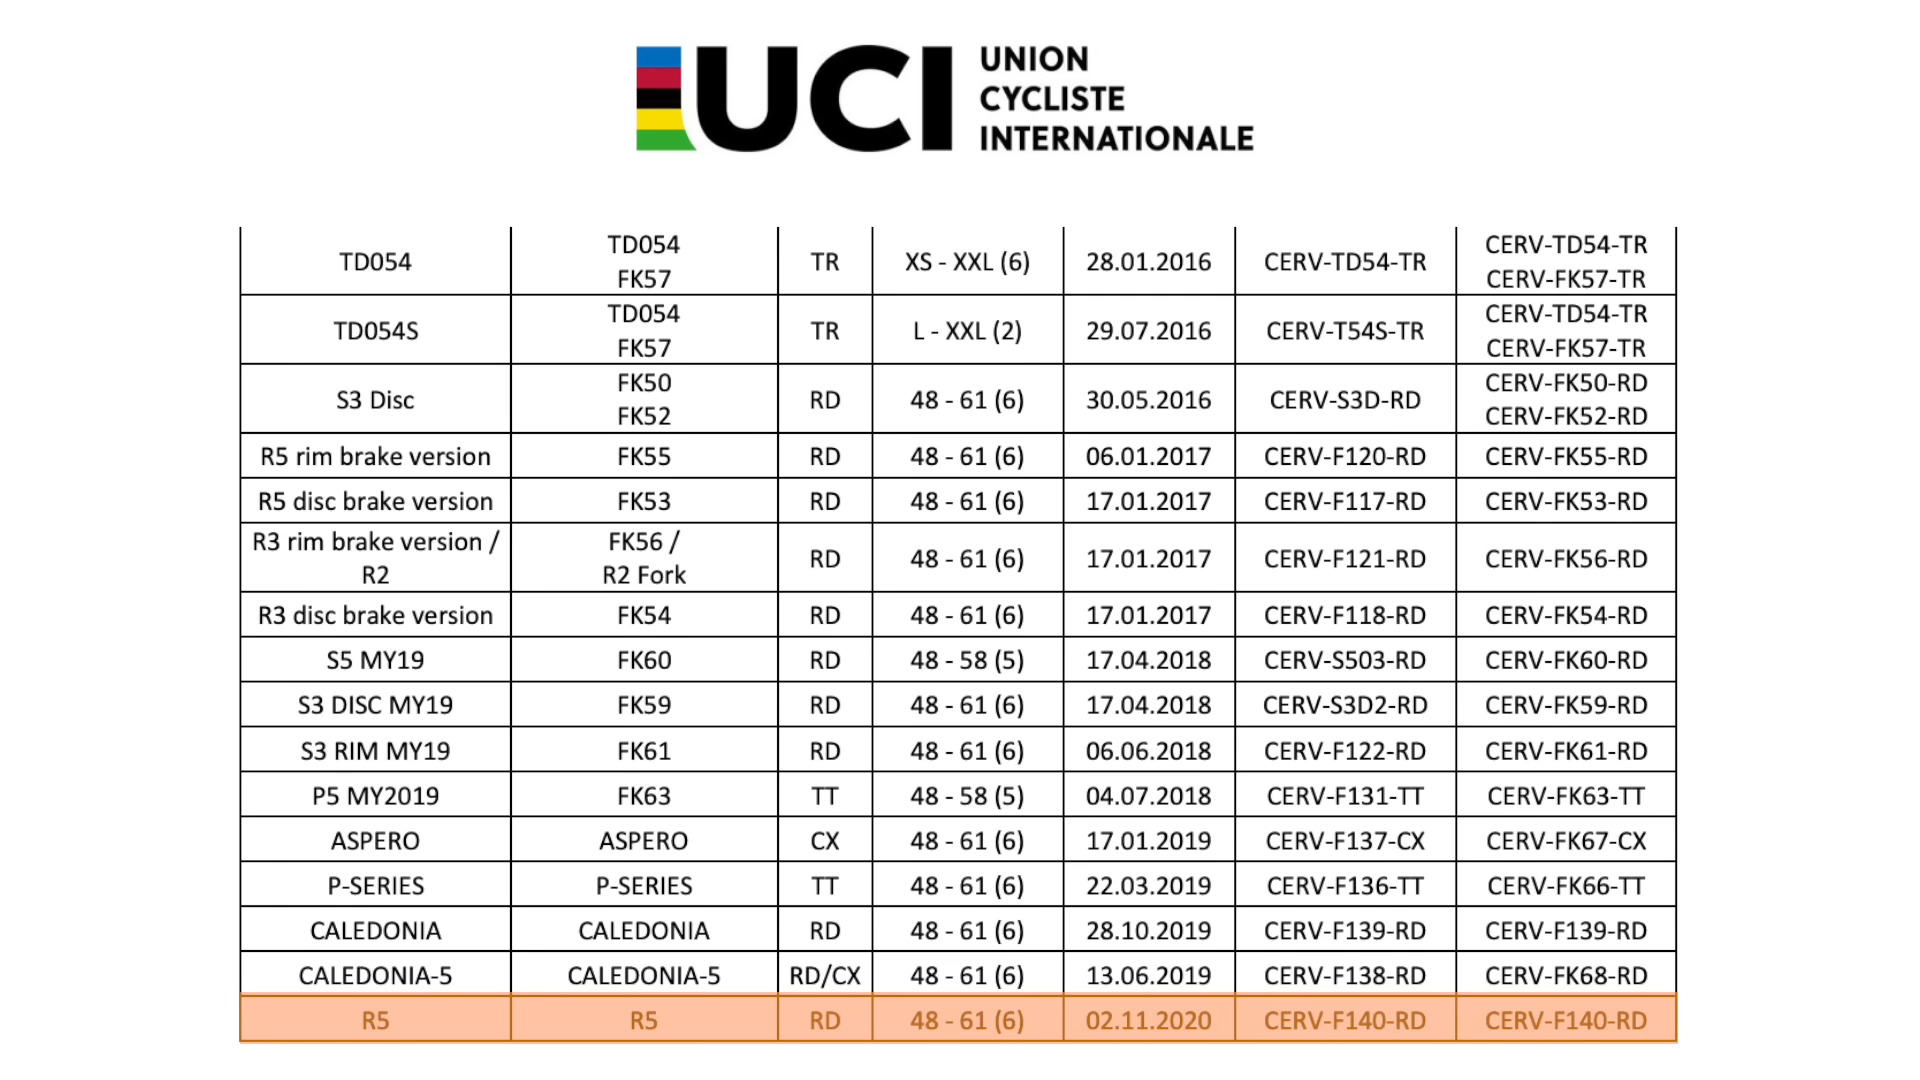 UCI
UNION
CYCLISTE
INTERNATIONALE
TD054 TD054 FK57 TR XS - XXL (6) 28.01.2016 CERV-TD54-TR CERV-TD54-TR CERV-FK57-TR
TD054S TD054 FK57 TR L - XXL (2) 29.07.2016 CERV-T54S-TR CERV-TD54-TR CERV-FK57-TR
S3 Disc FK50 FK52 RD 48 - 61 (6) 30.05.2016 CERV-S3D-RD CERV-FK50-RD CERV-FK52-RD
R5 rim brake version FK55 RD 48 - 61 (6) 06.01.2017 CERV-F120-RD CERV-FK55-RD
R5 disc brake version FK53 RD 48 - 61 (6) 17.01.2017 CERV-F117-RD CERV-FK53-RD
R3 rim brake version / R2 FK56 / R2 Fork RD 48 - 61 (6) 17.01.2017 CERV-F121-RD CERV-FK56-RD
R3 disc brake version FK54 RD 48 - 61 (6) 17.01.2017 CERV-F118-RD CERV-FK54-RD
S5 MY19 FK60 RD 48 - 58 (5) 17.04.2018 CERV-S503-RD CERV-FK60-RD
S3 DISC MY19 FK59 RD 48 - 61 (6) 17.04.2018 CERV-S3D2-RD CERV-FK59-RD
S3 RIM MY19 FK61 RD 48 - 61 (6) 06.06.2018 CERV-F122-RD CERV-FK61-RD
P5 MY2019 FK63 TT 48 - 58 (5) 04.07.2018 CERV-F131-TT CERV-FK63-TT
ASPERO ASPERO CX 48 - 61 (6) 17.01.2019 CERV-F137-CX CERV-FK67-CX
P-SERIES P-SERIES TT 48 - 61 (6) 22.03.2019 CERV-F136-TT CERV-FK66-TT
CALEDONIA CALEDONIA RD 48 - 61 (6) 28.10.2019 CERV-F139-RD CERV-F139-RD
CALEDONIA-5 CALEDONIA-5 RD/CX 48 - 61 (6) 13.06.2019 CERV-F138-RD CERV-FK68-RD
R5 R5 RD 48 - 61 (6) 02.11.2020 CERV-F140-RD CERV-F140-RD